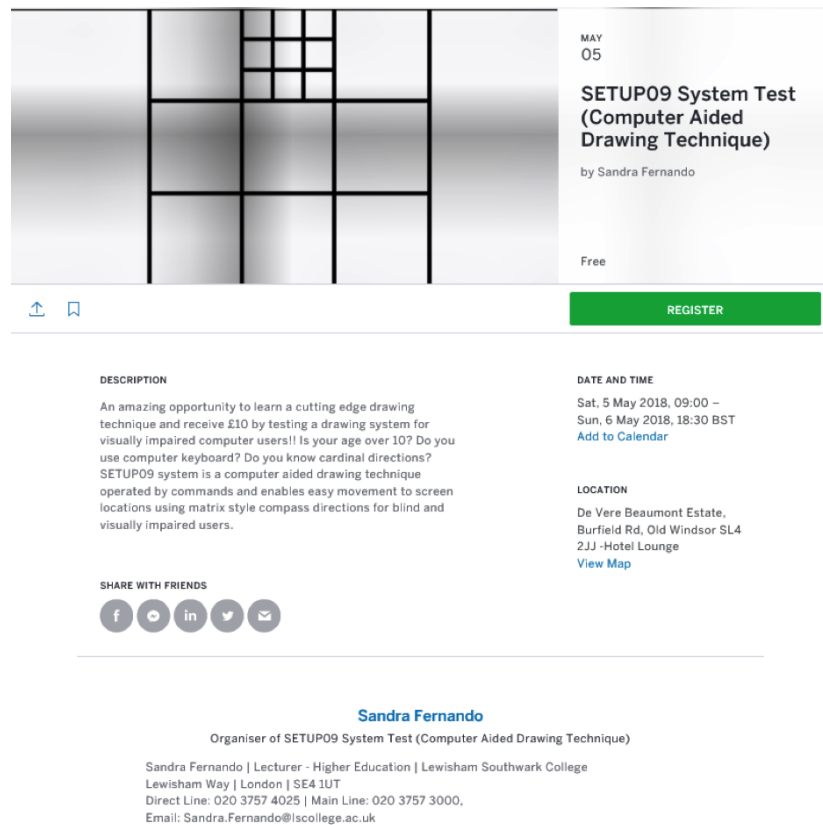 MAY
05
SETUP09 System Test
(Computer Aided
Drawing Technique)
by Sandra Fernando
Free
REGISTER
DESCRIPTION
An amazing opportunity to learn a cutting edge drawing
technique and receive £10 by testing a drawing system for
visually impaired computer users!! Is your age over 10? Do you
use computer keyboard? Do you know cardinal directions?
SETUP09 system is a computer aided drawing technique
operated by commands and enables easy movement to screen
locations using matrix style compass directions for blind and
visually impaired users.
SHARE WITH FRIENDS
f
in
DATE AND TIME
Sat, 5 May 2018, 09:00 –
Sun, 6 May 2018, 18:30 BST
Add to Calendar
LOCATION
De Vere Beaumont Estate,
Burfield Rd, Old Windsor SL4
2JJ -Hotel Lounge
View Map
Sandra Fernando
Organiser of SETUP09 System Test (Computer Aided Drawing Technique)
Sandra Fernando | Lecturer - Higher Education | Lewisham Southwark College
Lewisham Way | London | SE4 1UT
Direct Line: 020 3757 4025 | Main Line: 020 3757 3000,
Email: Sandra.Fernando@lscollege.ac.uk